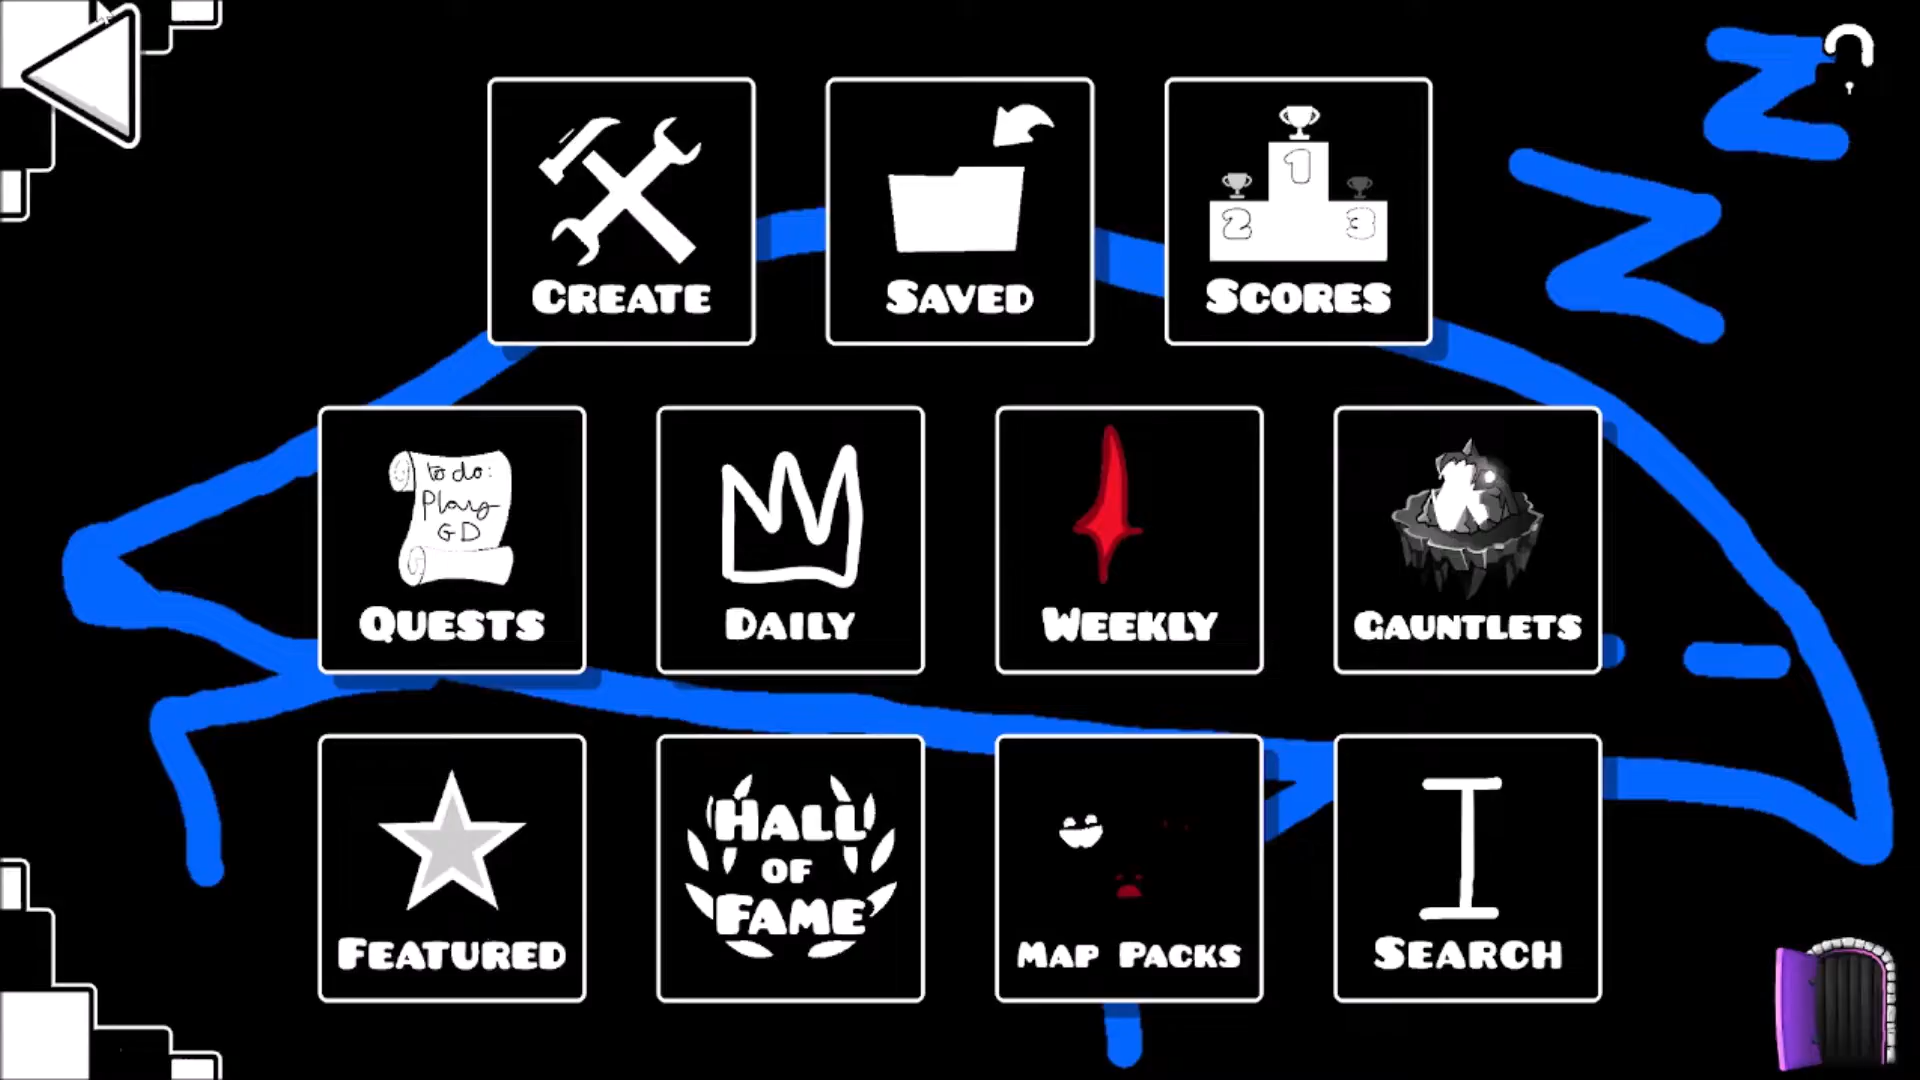 Z
Z
1
2
3
CREATE
SAVED
SCORES
to do:
Play
GD
QUESTS
DAILY
WEEKLY
GAUNTLETS
FEATURED
HALL
OF
FAME
MAP PACKS
SEARCH